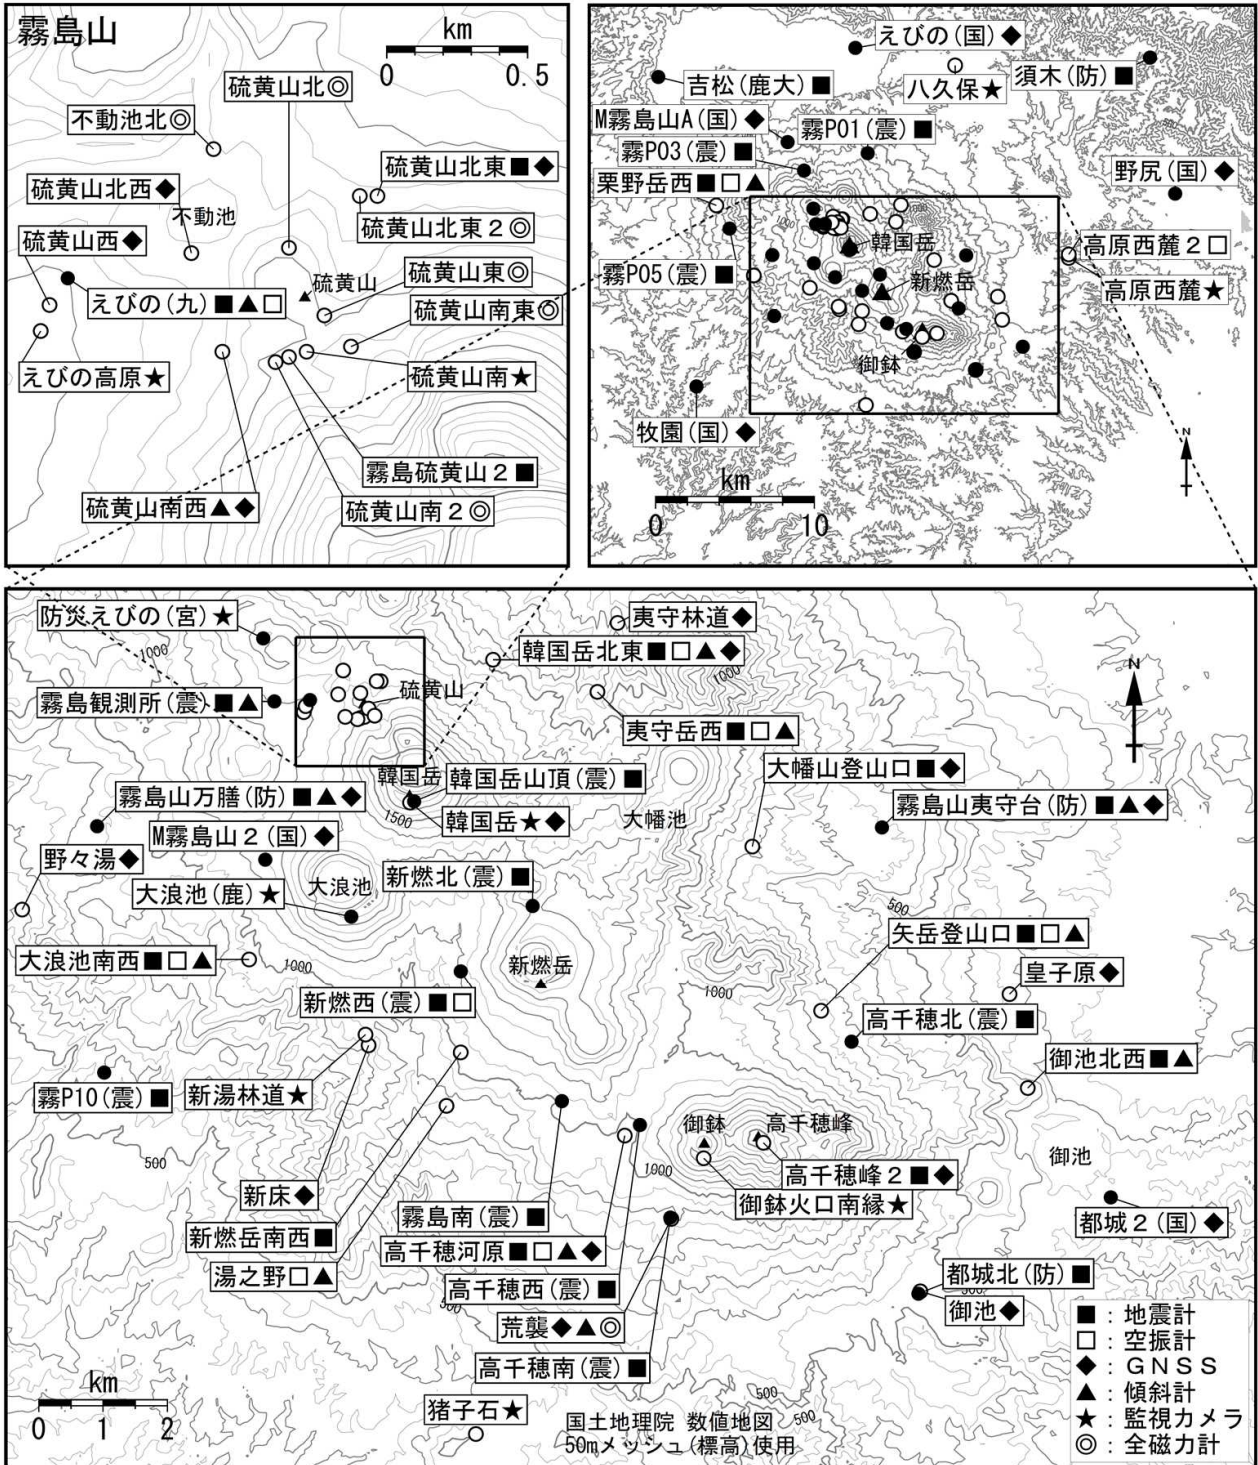 霧島山
km
0 0.5
硫黄山北◎
不動池北◎
硫黄山北東■◆
硫黄山北西◆
不動池
硫黄山北東2◎
硫黄山西◆
硫黄山東◎
硫黄山
えびの(九)■▲□
硫黄山南東◎
えびの高原★
硫黄山南★
霧島硫黄山2■
硫黄山南西▲◆
硫黄山南2◎
えびの(国)◆
吉松(鹿大)■
八久保★
須木(防)■
M霧島山A(国)◆
霧P01(震)■
霧P03(震)■
野尻(国)◆
栗野岳西■□▲
韓国岳
高原西麓2□
霧P05(震)■
新燃岳
高原西麓★
御鉢
牧園(国)◆
N
km
0 10
防災えびの(宮)★
夷守林道◆
1000
韓国岳北東■□▲◆
1000
硫黄山
霧島観測所(震)■▲
夷守岳西■□▲
N
韓国岳
韓国岳山頂(震)■
大幡山登山口■◆
霧島山万膳(防)■▲◆
霧島山夷守台(防)■▲◆
1500
韓国岳★◆
大幡池
M霧島山2(国)◆
野々湯◆
新燃北(震)■
大浪池
大浪池(鹿)★
500
矢岳登山口■□▲
大浪池南西■□▲
1000
新燃岳
皇子原◆
新燃西(震)■□
1000
高千穂北(震)■
御池北西■▲
霧P10(震)■
新湯林道★
御鉢
高千穂峰
500
1000
御池
高千穂峰2■◆
新床◆
御鉢火口南縁★
霧島南(震)■
都城2(国)◆
新燃岳南西■
高千穂河原■□▲◆
湯之野□▲
高千穂西(震)■
都城北(防)■
500
荒襲◆▲◎
御池◆
高千穂南(震)■
km
0 1 2
500
猪子石★
500
国土地理院 数値地図
50mメッシュ(標高)使用
■：地震計
□：空振計
◆：GNSS
▲：傾斜計
★：監視カメラ
◎：全磁力計